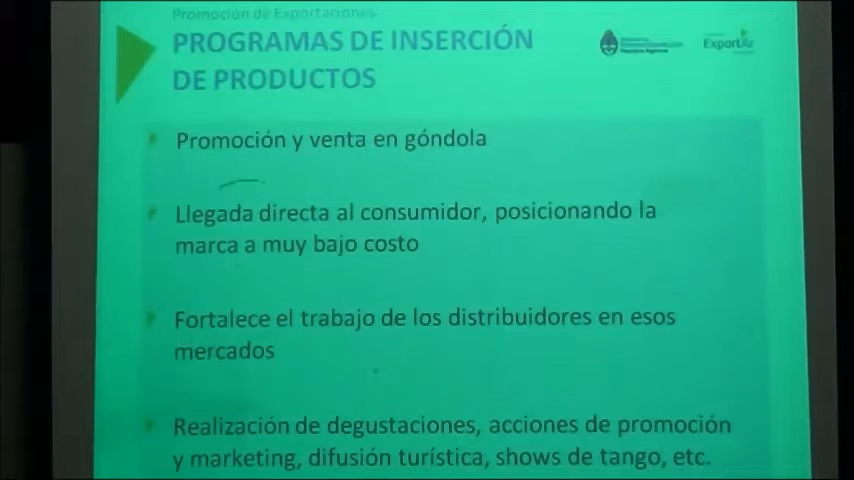 Promoción de Exportaciones
PROGRAMAS DE INSERCIÓN
DE PRODUCTOS
ExportAr
Promoción y venta en góndola
Llegada directa al consumidor, posicionando la
marca a muy bajo costo
Fortalece el trabajo de los distribuidores en esos
mercados
Realización de degustaciones, acciones de promoción
y marketing, difusión turística, shows de tango, etc.